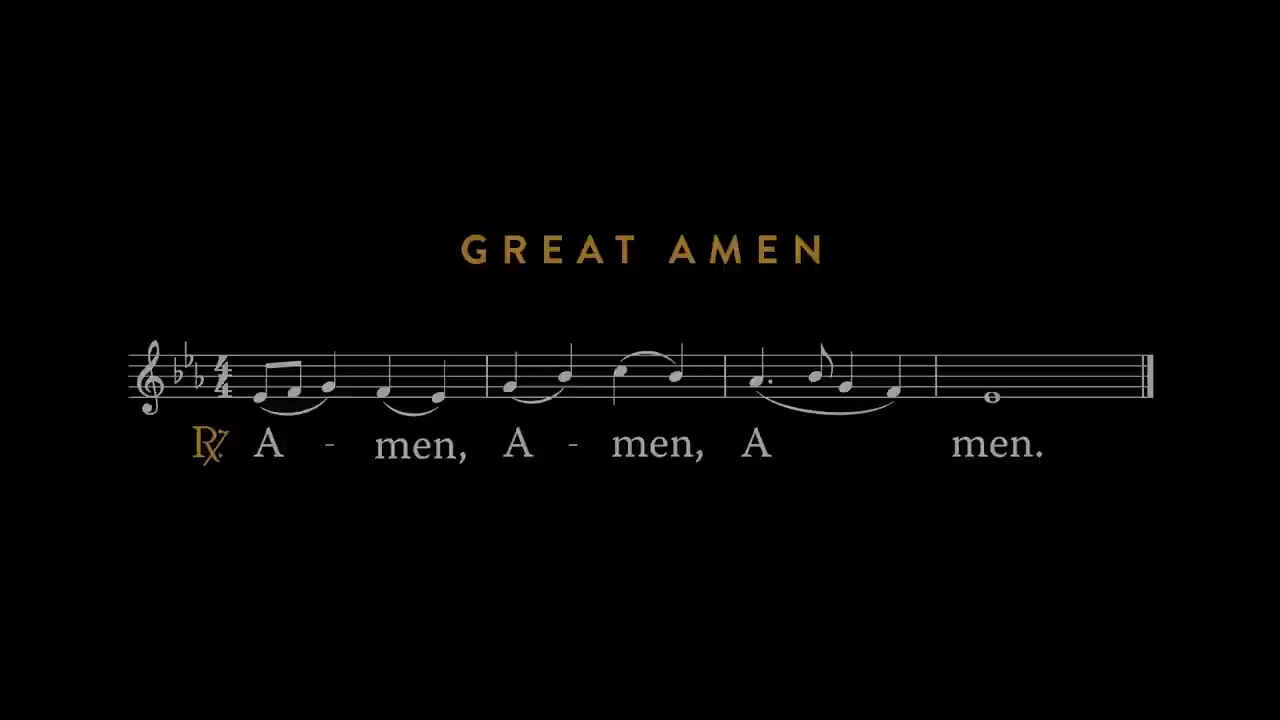 GREAT AMEN
℟. A - men, A - men, A men.